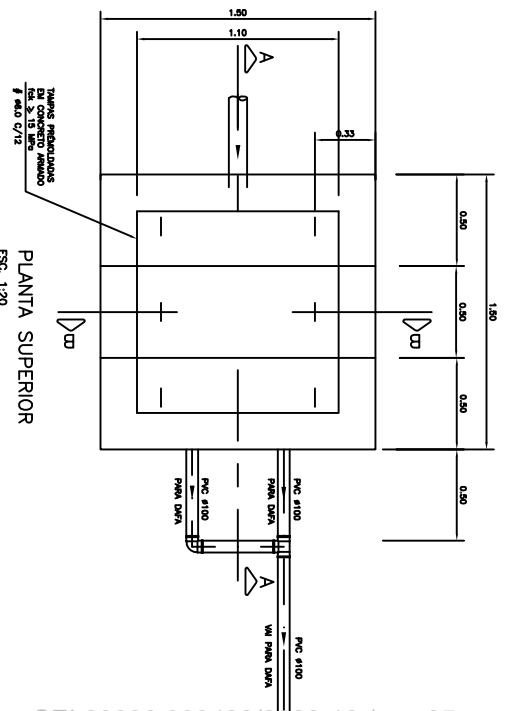 1.50
1.10
A
0.33
TAMPAS PRÉMOLDADAS
EM CONCRETO ARMADO
fck ≥ 15 MPa
ø8.0 C/12
PLANTA SUPERIOR
ESC. 1:20
B
B
0.50
0.50
0.50
1.50
0.50
PVC ø100
PARA DAFA
PVC ø100
PARA DAFA
A
PVC ø100
VAI PARA DAFA